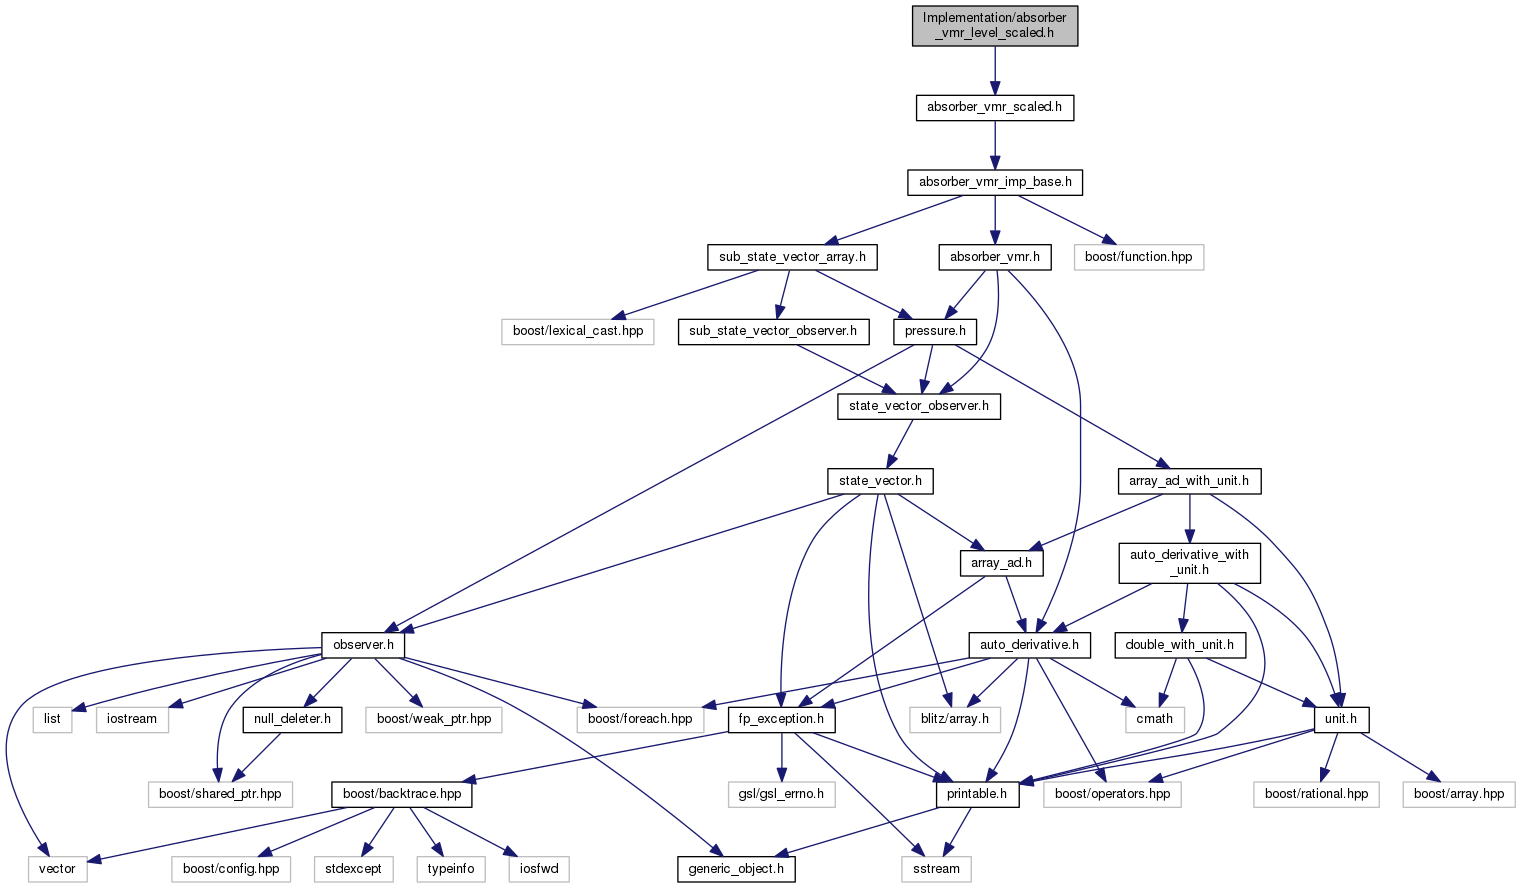 Implementation/absorber
_vmr_level_scaled.h
absorber_vmr_scaled.h
absorber_vmr_imp_base.h
sub_state_vector_array.h
absorber_vmr.h
boost/function.hpp
boost/lexical_cast.hpp
sub_state_vector_observer.h
pressure.h
state_vector_observer.h
state_vector.h
array_ad_with_unit.h
array_ad.h
auto_derivative_with
_unit.h
observer.h
auto_derivative.h
double_with_unit.h
list
iostream
null_deleter.h
boost/weak_ptr.hpp
boost/foreach.hpp
fp_exception.h
blitz/array.h
cmath
unit.h
boost/shared_ptr.hpp
boost/backtrace.hpp
gsl/gsl_errno.h
printable.h
boost/operators.hpp
boost/rational.hpp
boost/array.hpp
vector
boost/config.hpp
stdexcept
typeinfo
iosfwd
generic_object.h
sstream